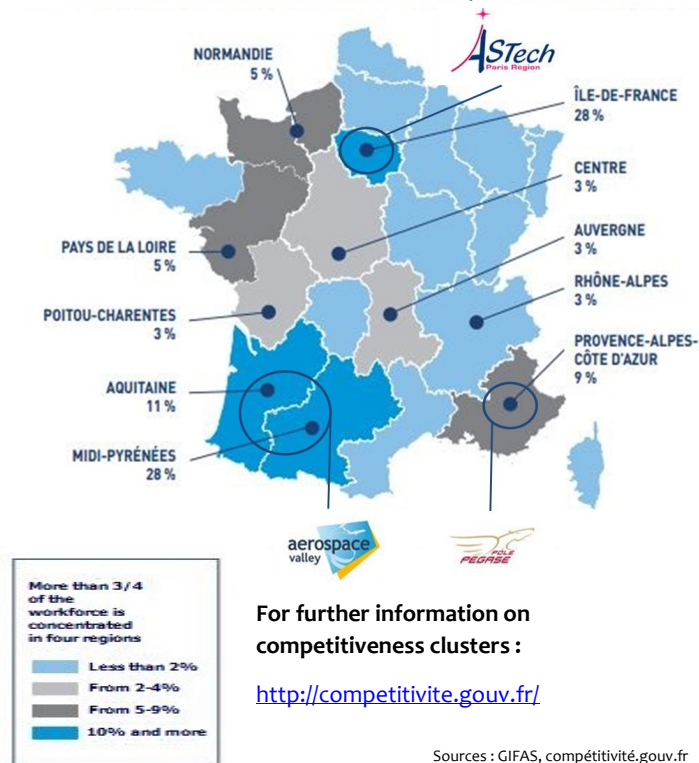 ASTech
Paris Region
NORMANDIE
5 %
ÎLE-DE-FRANCE
28 %
CENTRE
3 %
AUVERGNE
3 %
PAYS DE LA LOIRE
5 %
RHÔNE-ALPES
3 %
POITOU-CHARENTES
3 %
PROVENCE-ALPES-
CÔTE D'AZUR
9 %
AQUITAINE
11 %
MIDI-PYRÉNÉES
28 %
aerospace
valley
PÔLE
PEGASE
More than 3/4
of the
workforce is
concentrated
in four regions
Less than 2%
From 2-4%
From 5-9%
10% and more
For further information on
competitiveness clusters :
http://competitivite.gouv.fr/
Sources : GIFAS, compétitivité.gouv.fr